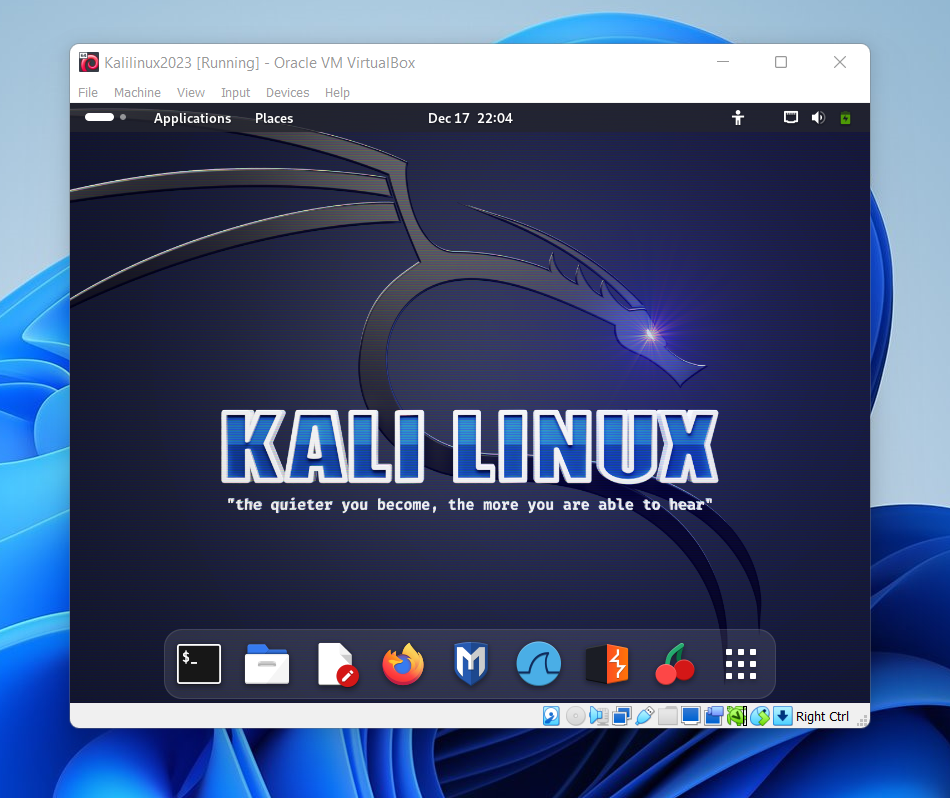 Kalilinux2023 [Running] - Oracle VM VirtualBox
File Machine View Input Devices Help
Applications Places Dec 17 22:04
KALI LINUX
"the quieter you become, the more you are able to hear"
$_
M
Right Ctrl